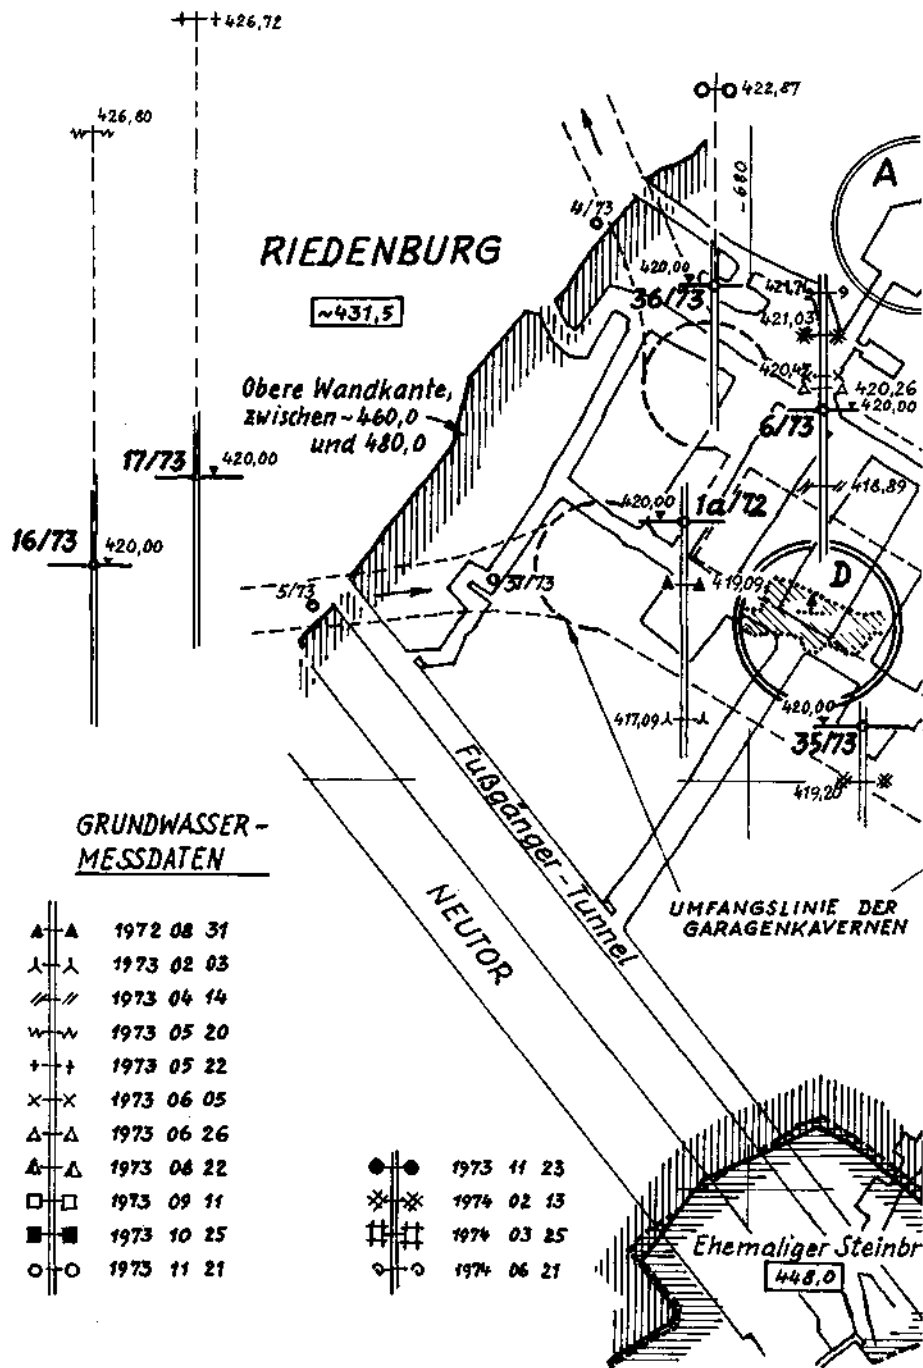 426,72
426,80
422,87
~680
A
4/73
RIEDENBURG
~431,5
420,00
36/73
421,7
421,03
420,47
420,26
420,00
6/73
Obere Wandkante,
zwischen ~460,0
und 480,0
17/73
420,00
16/73
420,00
420,00
1a/72
418,89
5/73
37/73
419,09
D
417,09
420,00
35/73
419,20
GRUNDWASSER-
MESSDATEN
Fußgänger-Tunnel
NEUTOR
UMFANGSLINIE DER
GARAGENKAVERNEN
1972 08 31
1973 02 03
1973 04 14
1973 05 20
1973 05 22
1973 06 05
1973 06 26
1973 08 22
1973 09 11
1973 10 25
1973 11 21
1973 11 23
1974 02 13
1974 03 25
1974 06 21
Ehemaliger Steinbr
448,0